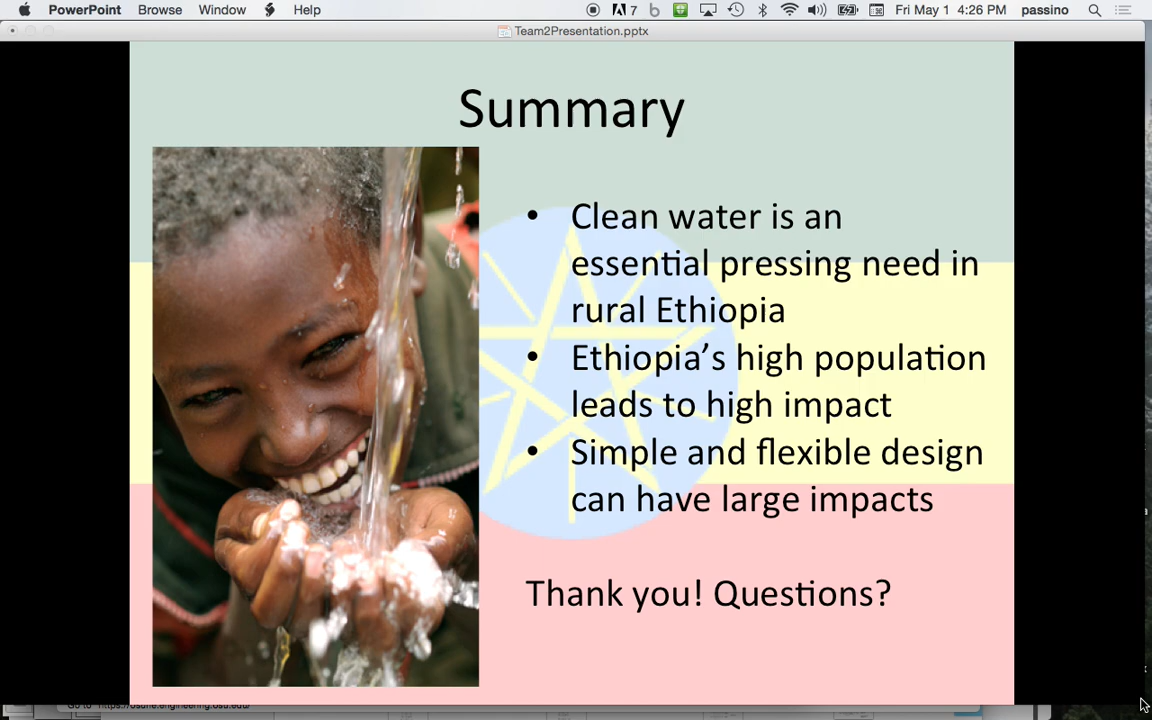 PowerPoint Browse Window Help 7 Fri May 1 4:26 PM passino
Team2Presentation.pptx
Summary
• Clean water is an
essential pressing need in
rural Ethiopia
• Ethiopia’s high population
leads to high impact
• Simple and flexible design
can have large impacts
Thank you! Questions?